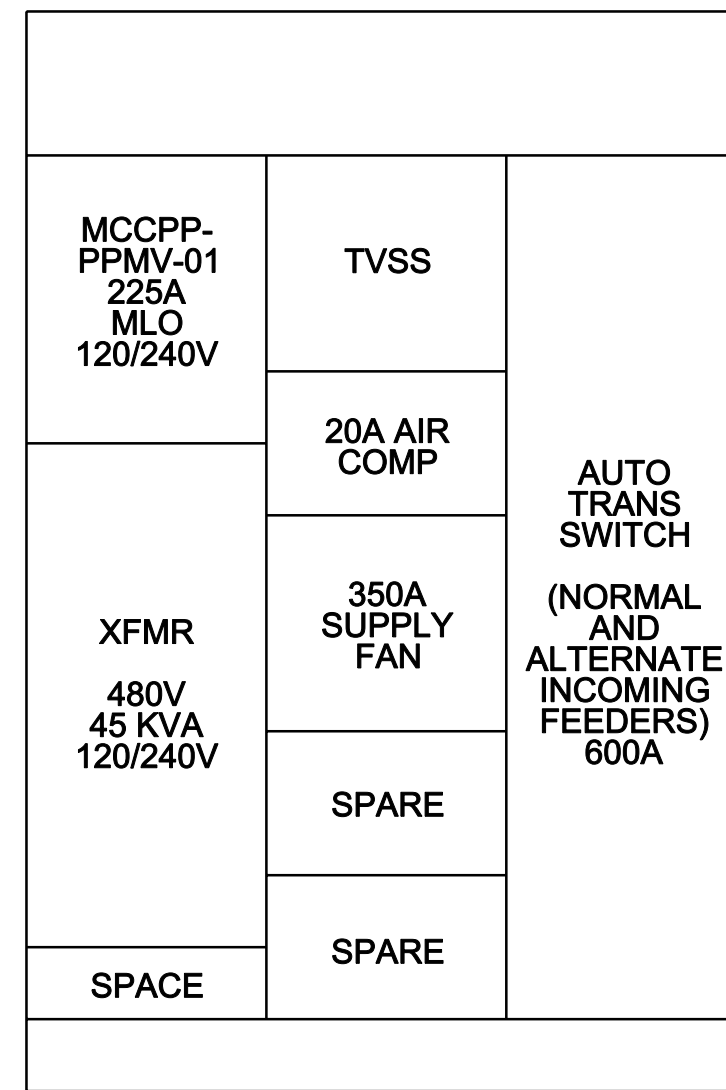 MCCPP-
PPMV-01
225A
MLO
120/240V
XFMR
480V
45 KVA
120/240V
SPACE
TVSS
20A AIR
COMP
350A
SUPPLY
FAN
SPARE
SPARE
AUTO
TRANS
SWITCH
(NORMAL
AND
ALTERNATE
INCOMING
FEEDERS)
600A